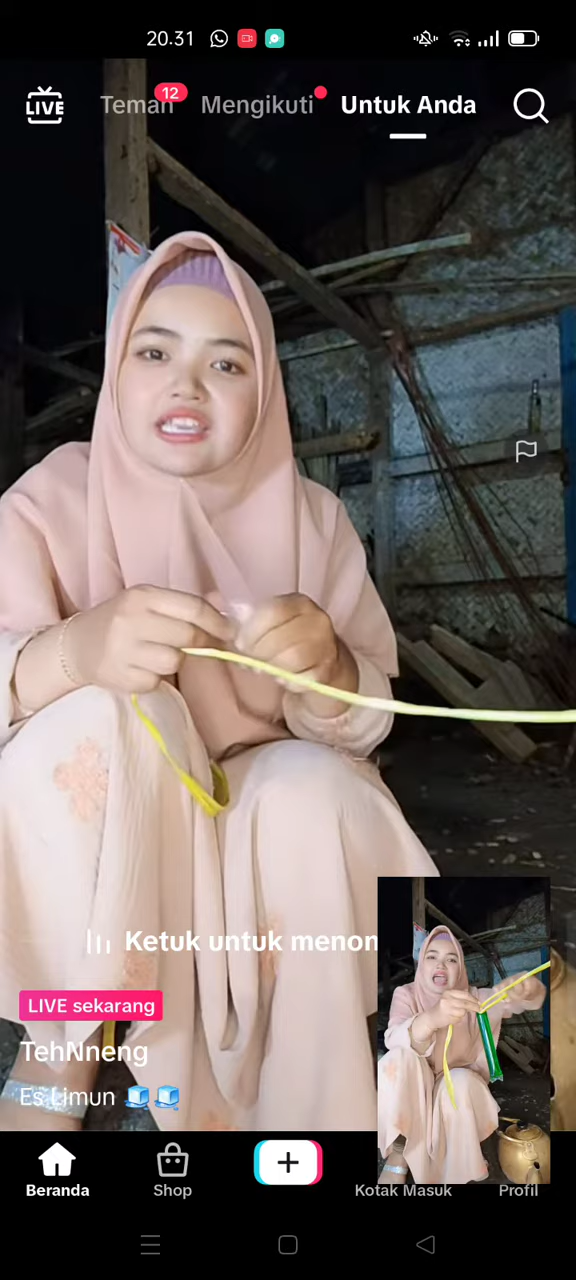 20.31
LIVE
Teman
12
Mengikuti
Untuk Anda
Ketuk untuk menon
LIVE sekarang
TehNneng
Es Limun 🧊🧊
Beranda
Shop
Kotak Masuk
Profil